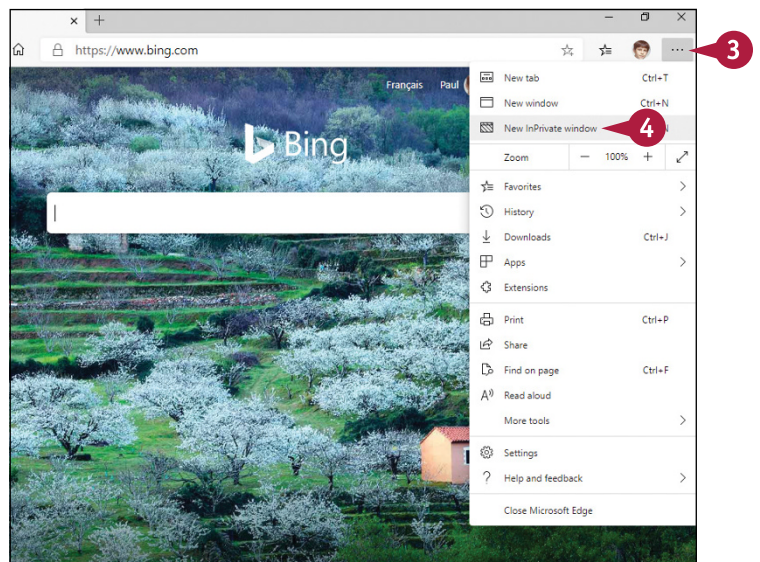 https://www.bing.com
3
Français Paul
Bing
New tab Ctrl+T
New window Ctrl+N
New InPrivate window 4 N
Zoom − 100% +
Favorites
History
Downloads Ctrl+J
Apps
Extensions
Print Ctrl+P
Share
Find on page Ctrl+F
Read aloud
More tools
Settings
Help and feedback
Close Microsoft Edge